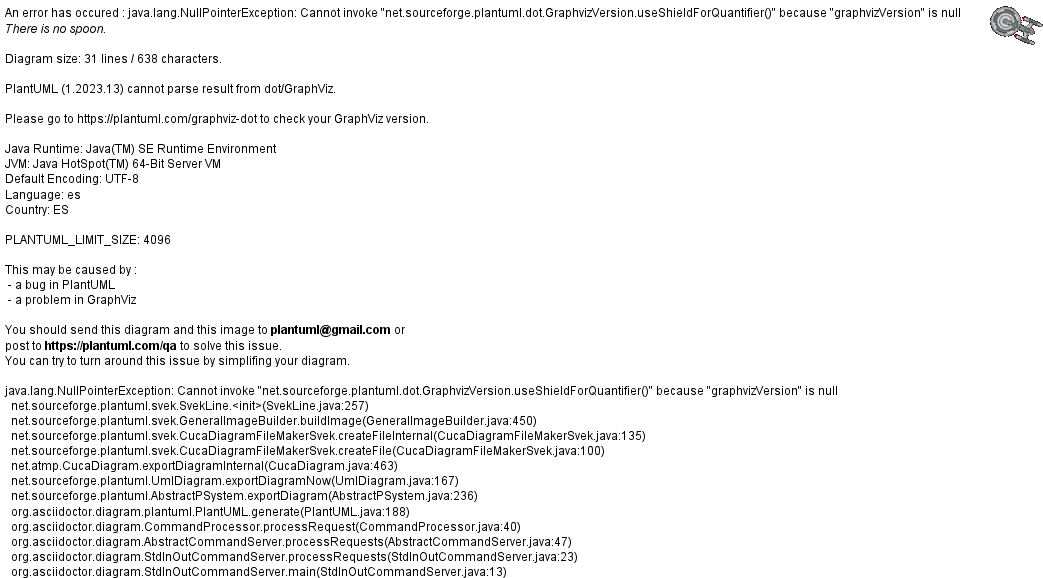 An error has occured : java.lang.NullPointerException: Cannot invoke "net.sourceforge.plantuml.dot.GraphvizVersion.useShieldForQuantifier()" because "graphvizVersion" is null
There is no spoon.
Diagram size: 31 lines / 638 characters.
PlantUML (1.2023.13) cannot parse result from dot/GraphViz.
Please go to https://plantuml.com/graphviz-dot to check your GraphViz version.
Java Runtime: Java(TM) SE Runtime Environment
JVM: Java HotSpot(TM) 64-Bit Server VM
Default Encoding: UTF-8
Language: es
Country: ES
PLANTUML_LIMIT_SIZE: 4096
This may be caused by :
- a bug in PlantUML
- a problem in GraphViz
You should send this diagram and this image to plantuml@gmail.com or
post to https://plantuml.com/qa to solve this issue.
You can try to turn around this issue by simplifing your diagram.
java.lang.NullPointerException: Cannot invoke "net.sourceforge.plantuml.dot.GraphvizVersion.useShieldForQuantifier()" because "graphvizVersion" is null
net.sourceforge.plantuml.svek.SvekLine.<init>(SvekLine.java:257)
net.sourceforge.plantuml.svek.GeneralImageBuilder.buildImage(GeneralImageBuilder.java:450)
net.sourceforge.plantuml.svek.CucaDiagramFileMakerSvek.createFileInternal(CucaDiagramFileMakerSvek.java:135)
net.sourceforge.plantuml.svek.CucaDiagramFileMakerSvek.createFile(CucaDiagramFileMakerSvek.java:100)
net.atmp.CucaDiagram.exportDiagramInternal(CucaDiagram.java:463)
net.sourceforge.plantuml.UmlDiagram.exportDiagramNow(UmlDiagram.java:167)
net.sourceforge.plantuml.AbstractPSystem.exportDiagram(AbstractPSystem.java:236)
org.asciidoctor.diagram.plantuml.PlantUML.generate(PlantUML.java:188)
org.asciidoctor.diagram.CommandProcessor.processRequest(CommandProcessor.java:40)
org.asciidoctor.diagram.AbstractCommandServer.processRequests(AbstractCommandServer.java:47)
org.asciidoctor.diagram.StdInOutCommandServer.processRequests(StdInOutCommandServer.java:23)
org.asciidoctor.diagram.StdInOutCommandServer.main(StdInOutCommandServer.java:13)